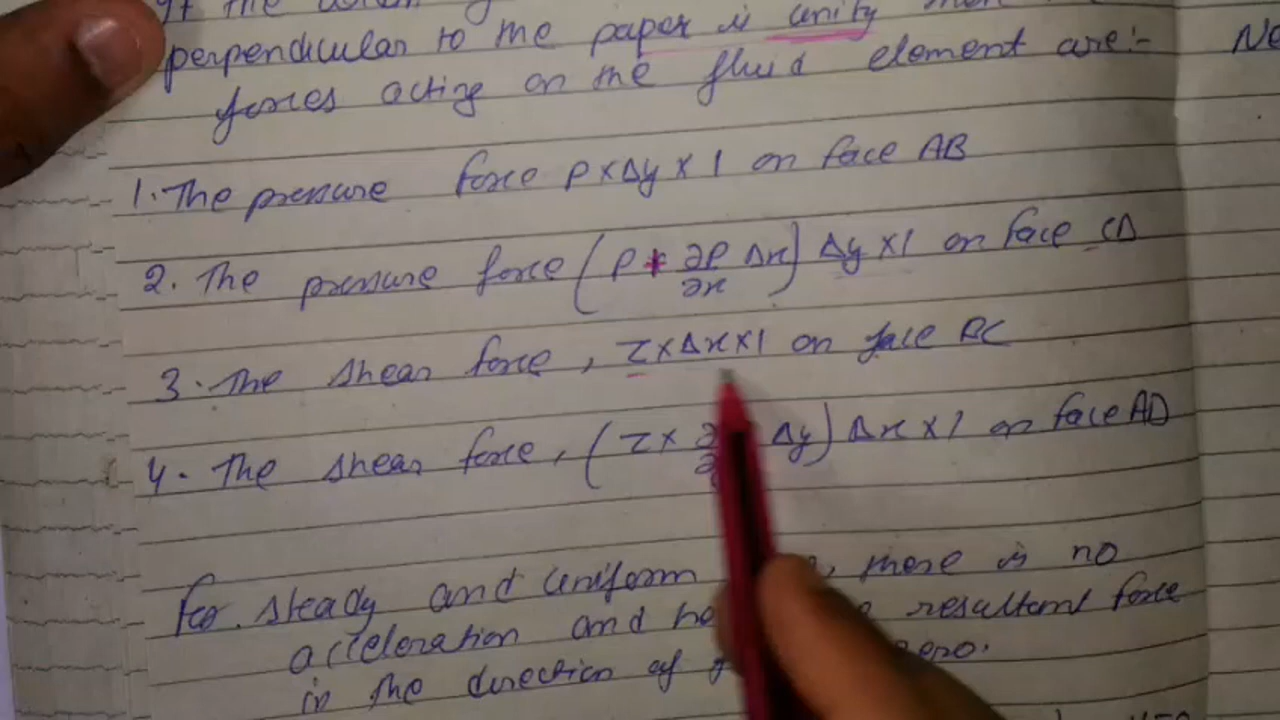 If the
perpendicular to the paper is unity
forces acting on the fluid element are:-
1. The pressure force P×Δy×1 on face AB
2. The pressure force (P + ∂P/∂x Δx) Δy×1 on face CD
3. The shear force, τ×Δx×1 on face BC
4. The shear force, (τ× Δy) Δx×1 on face AD
For steady and uniform there is no
acceleration and resultant force
in the direction of zero.